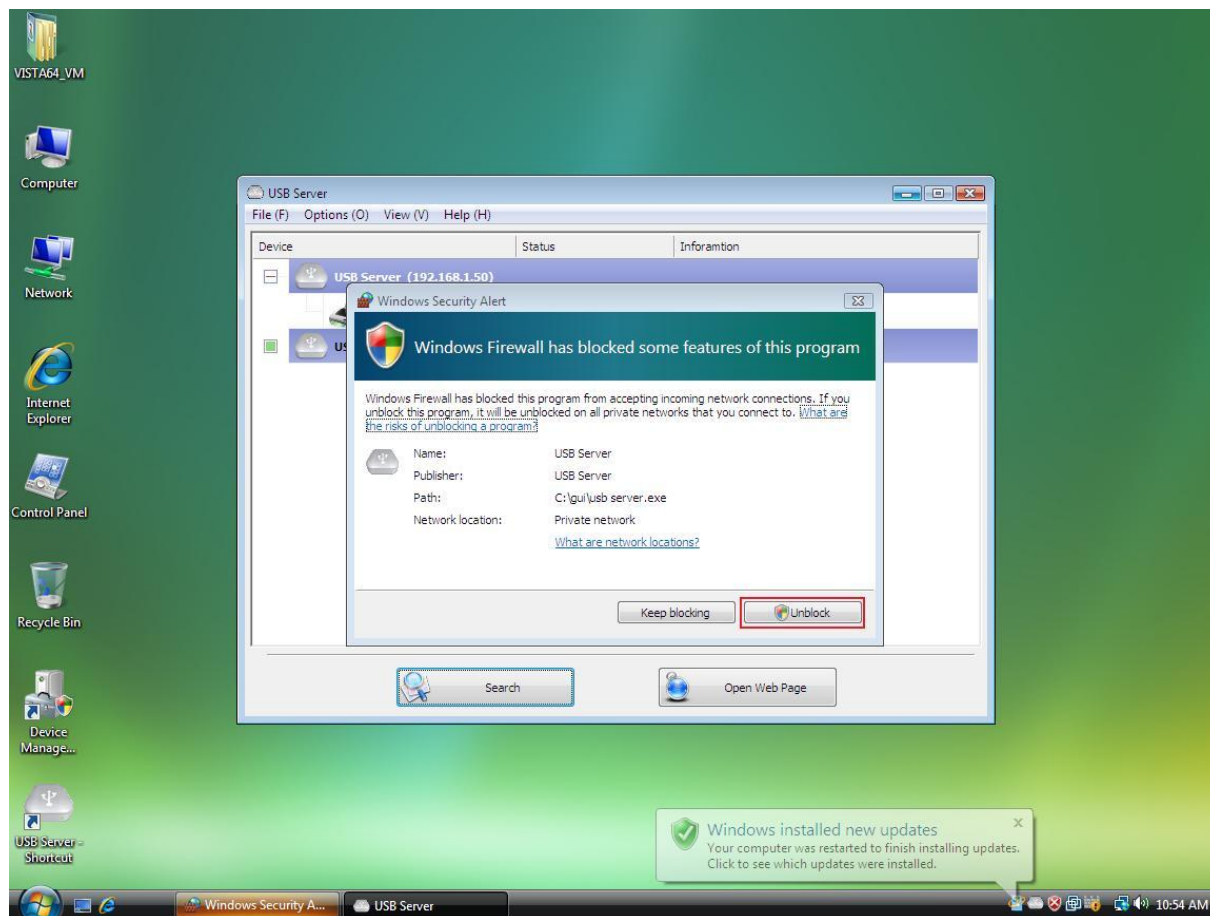 VISTA64_VM
Computer
Network
Internet
Explorer
Control Panel
Recycle Bin
Device
Manage...
USB Server -
Shortcut
USB Server
File (F) Options (O) View (V) Help (H)
Device Status Inforamtion
USB Server (192.168.1.50)
Windows Security Alert
Windows Firewall has blocked some features of this program
Windows Firewall has blocked this program from accepting incoming network connections. If you
unblock this program, it will be unblocked on all private networks that you connect to. What are
the risks of unblocking a program?
Name: USB Server
Publisher: USB Server
Path: C:\gui\usb server.exe
Network location: Private network
What are network locations?
Keep blocking Unblock
Search Open Web Page
Windows installed new updates
Your computer was restarted to finish installing updates.
Click to see which updates were installed.
Windows Security A... USB Server 10:54 AM